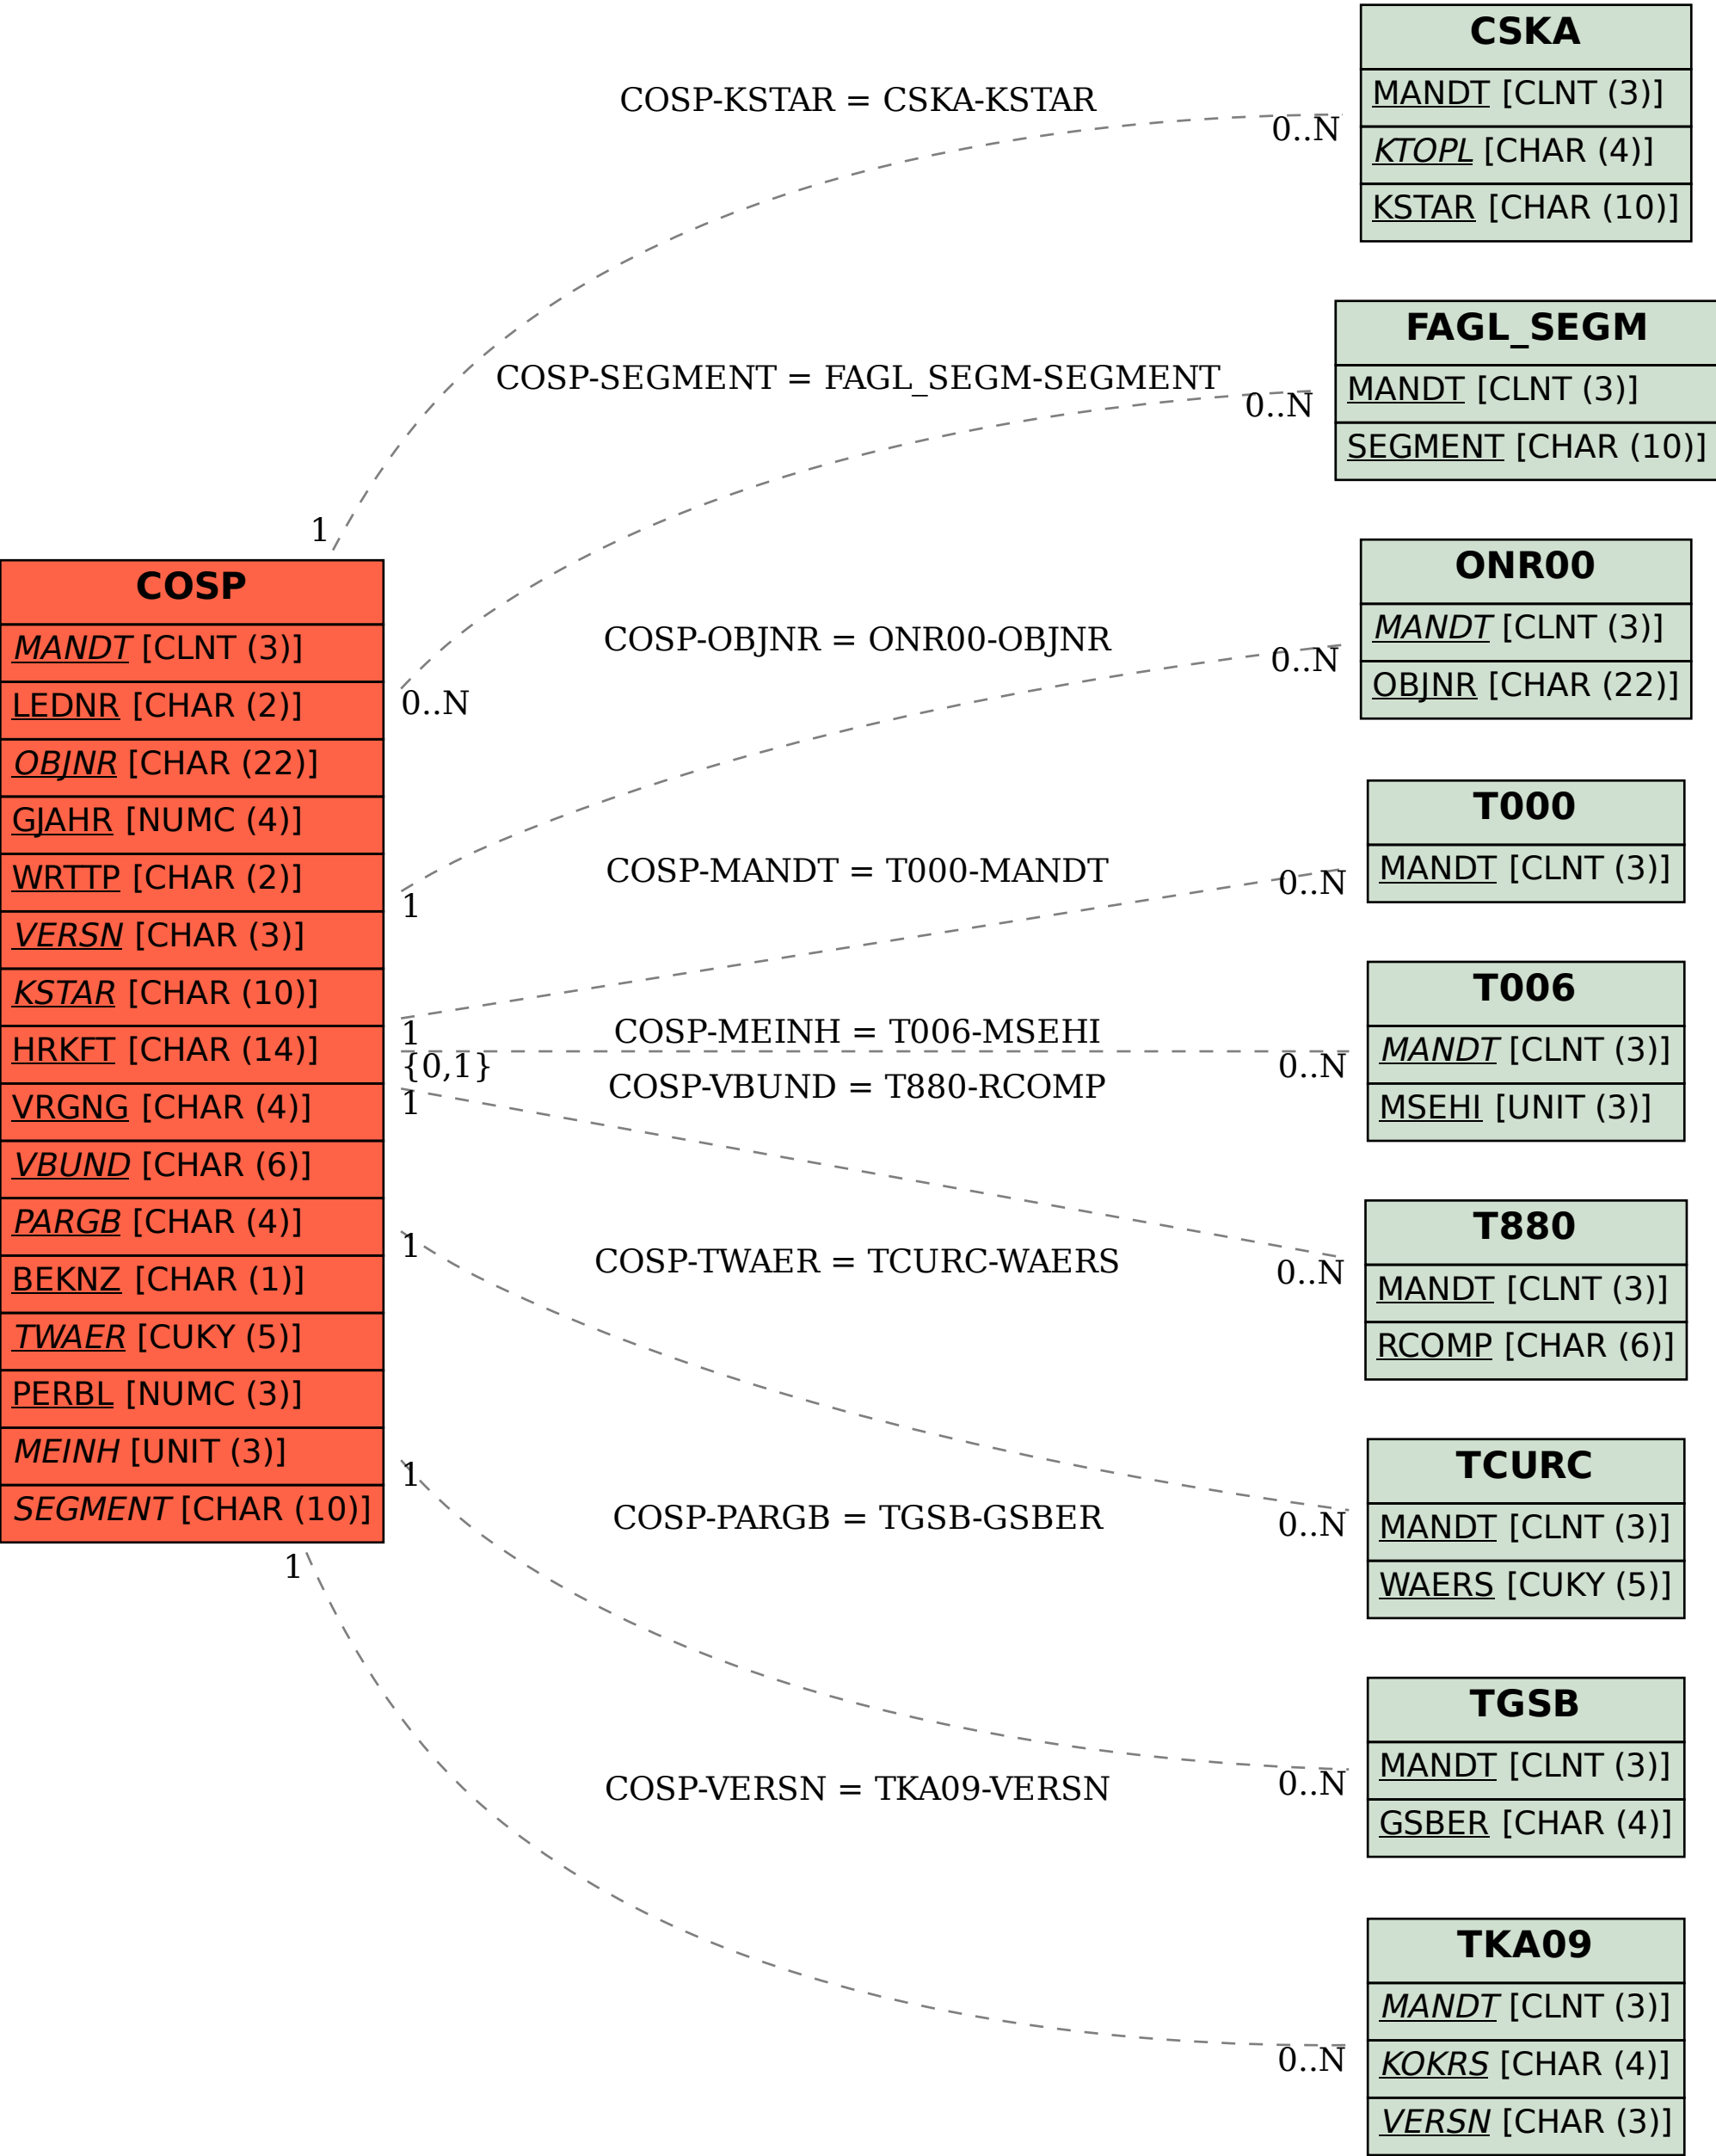 CSKA
MANDT [CLNT (3)]
KTOPL [CHAR (4)]
KSTAR [CHAR (10)]
COSP-KSTAR = CSKA-KSTAR
0..N
1
FAGL_SEGM
MANDT [CLNT (3)]
SEGMENT [CHAR (10)]
COSP-SEGMENT = FAGL_SEGM-SEGMENT
0..N
0..N
COSP
MANDT [CLNT (3)]
LEDNR [CHAR (2)]
OBJNR [CHAR (22)]
GJAHR [NUMC (4)]
WRTTP [CHAR (2)]
VERSN [CHAR (3)]
KSTAR [CHAR (10)]
HRKFT [CHAR (14)]
VRGNG [CHAR (4)]
VBUND [CHAR (6)]
PARGB [CHAR (4)]
BEKNZ [CHAR (1)]
TWAER [CUKY (5)]
PERBL [NUMC (3)]
MEINH [UNIT (3)]
SEGMENT [CHAR (10)]
ONR00
MANDT [CLNT (3)]
OBJNR [CHAR (22)]
COSP-OBJNR = ONR00-OBJNR
0..N
1
T000
MANDT [CLNT (3)]
COSP-MANDT = T000-MANDT
0..N
1
T006
MANDT [CLNT (3)]
MSEHI [UNIT (3)]
COSP-MEINH = T006-MSEHI
{0,1}
0..N
COSP-VBUND = T880-RCOMP
1
0..N
T880
MANDT [CLNT (3)]
RCOMP [CHAR (6)]
COSP-TWAER = TCURC-WAERS
1
0..N
TCURC
MANDT [CLNT (3)]
WAERS [CUKY (5)]
COSP-PARGB = TGSB-GSBER
1
0..N
TGSB
MANDT [CLNT (3)]
GSBER [CHAR (4)]
COSP-VERSN = TKA09-VERSN
1
0..N
TKA09
MANDT [CLNT (3)]
KOKRS [CHAR (4)]
VERSN [CHAR (3)]